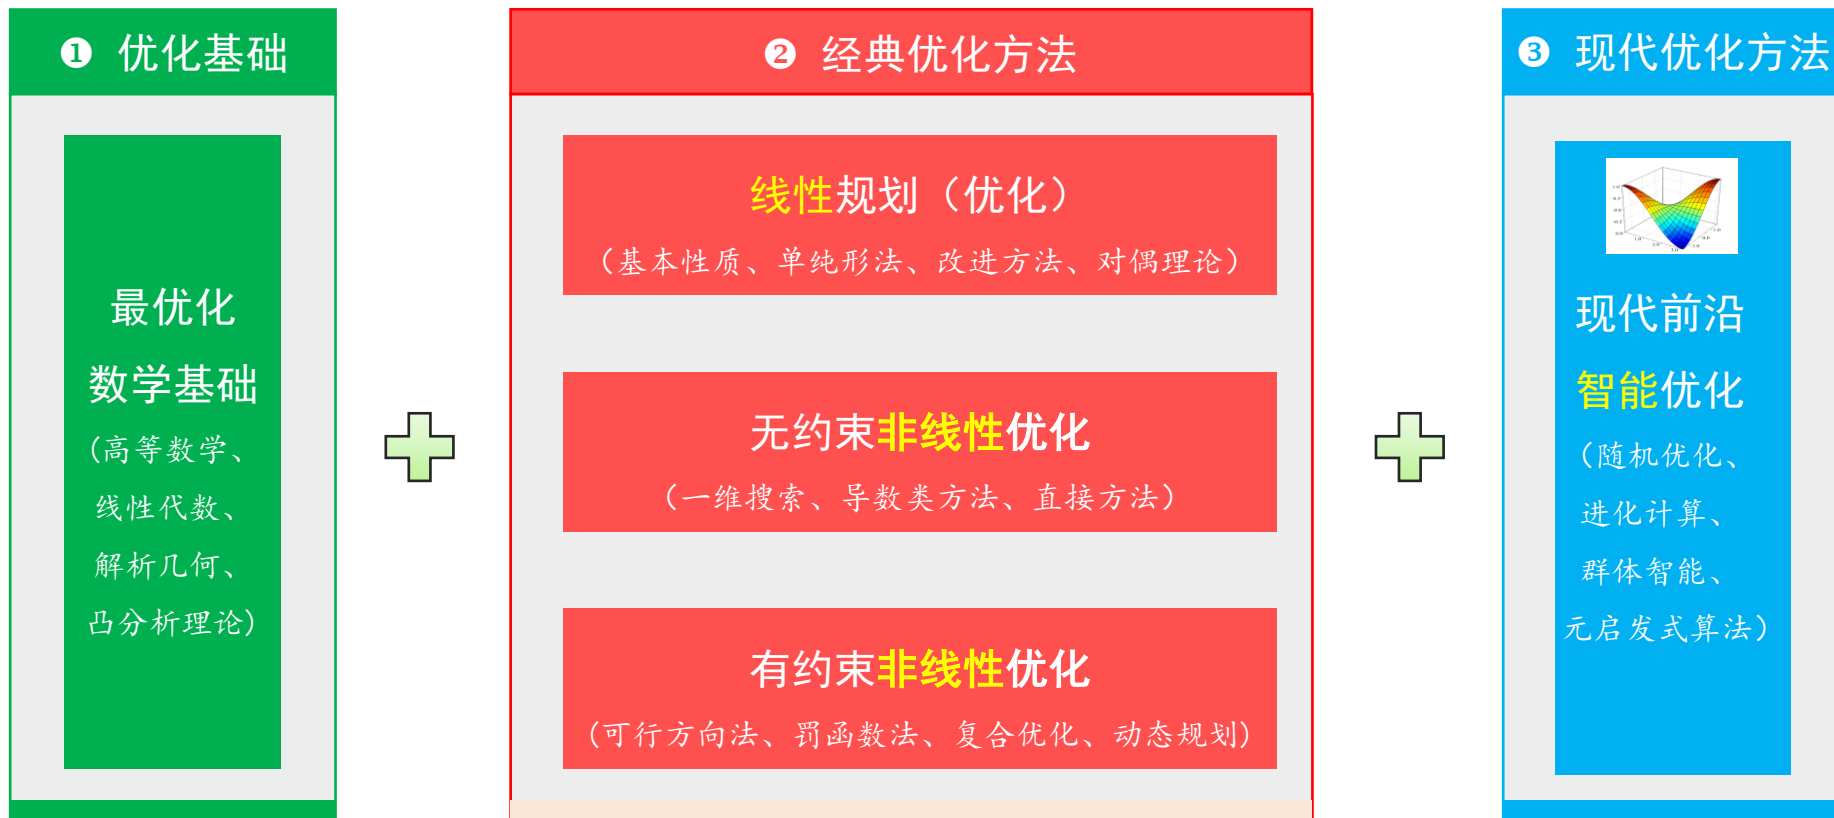 ❶ 优化基础
最优化
数学基础
(高等数学、
线性代数、
解析几何、
凸分析理论)
❷ 经典优化方法
线性规划（优化）
（基本性质、单纯形法、改进方法、对偶理论）
无约束非线性优化
（一维搜索、导数类方法、直接方法）
有约束非线性优化
(可行方向法、罚函数法、复合优化、动态规划)
❸ 现代优化方法
现代前沿
智能优化
（随机优化、
进化计算、
群体智能、
元启发式算法）